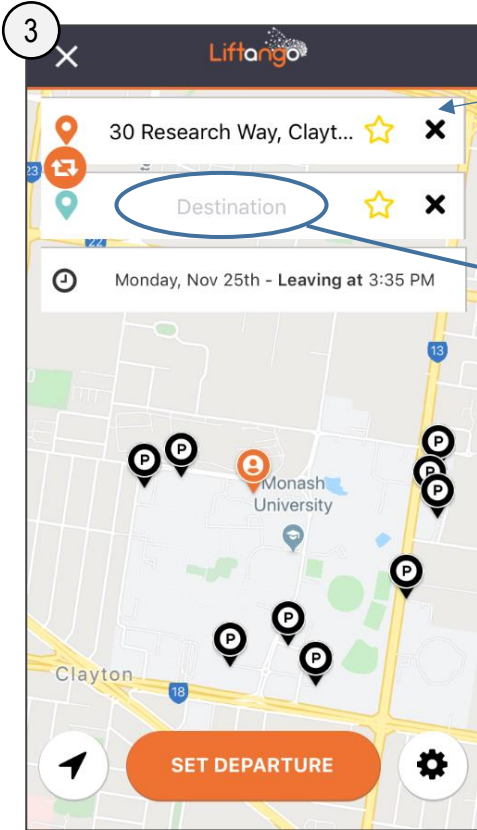 3
Liftango
30 Research Way, Clayt...
23
Destination
22
Monday, Nov 25th - Leaving at 3:35 PM
13
P
P
P
P
P
Monash
University
P
P
P
P
Clayton
18
SET DEPARTURE